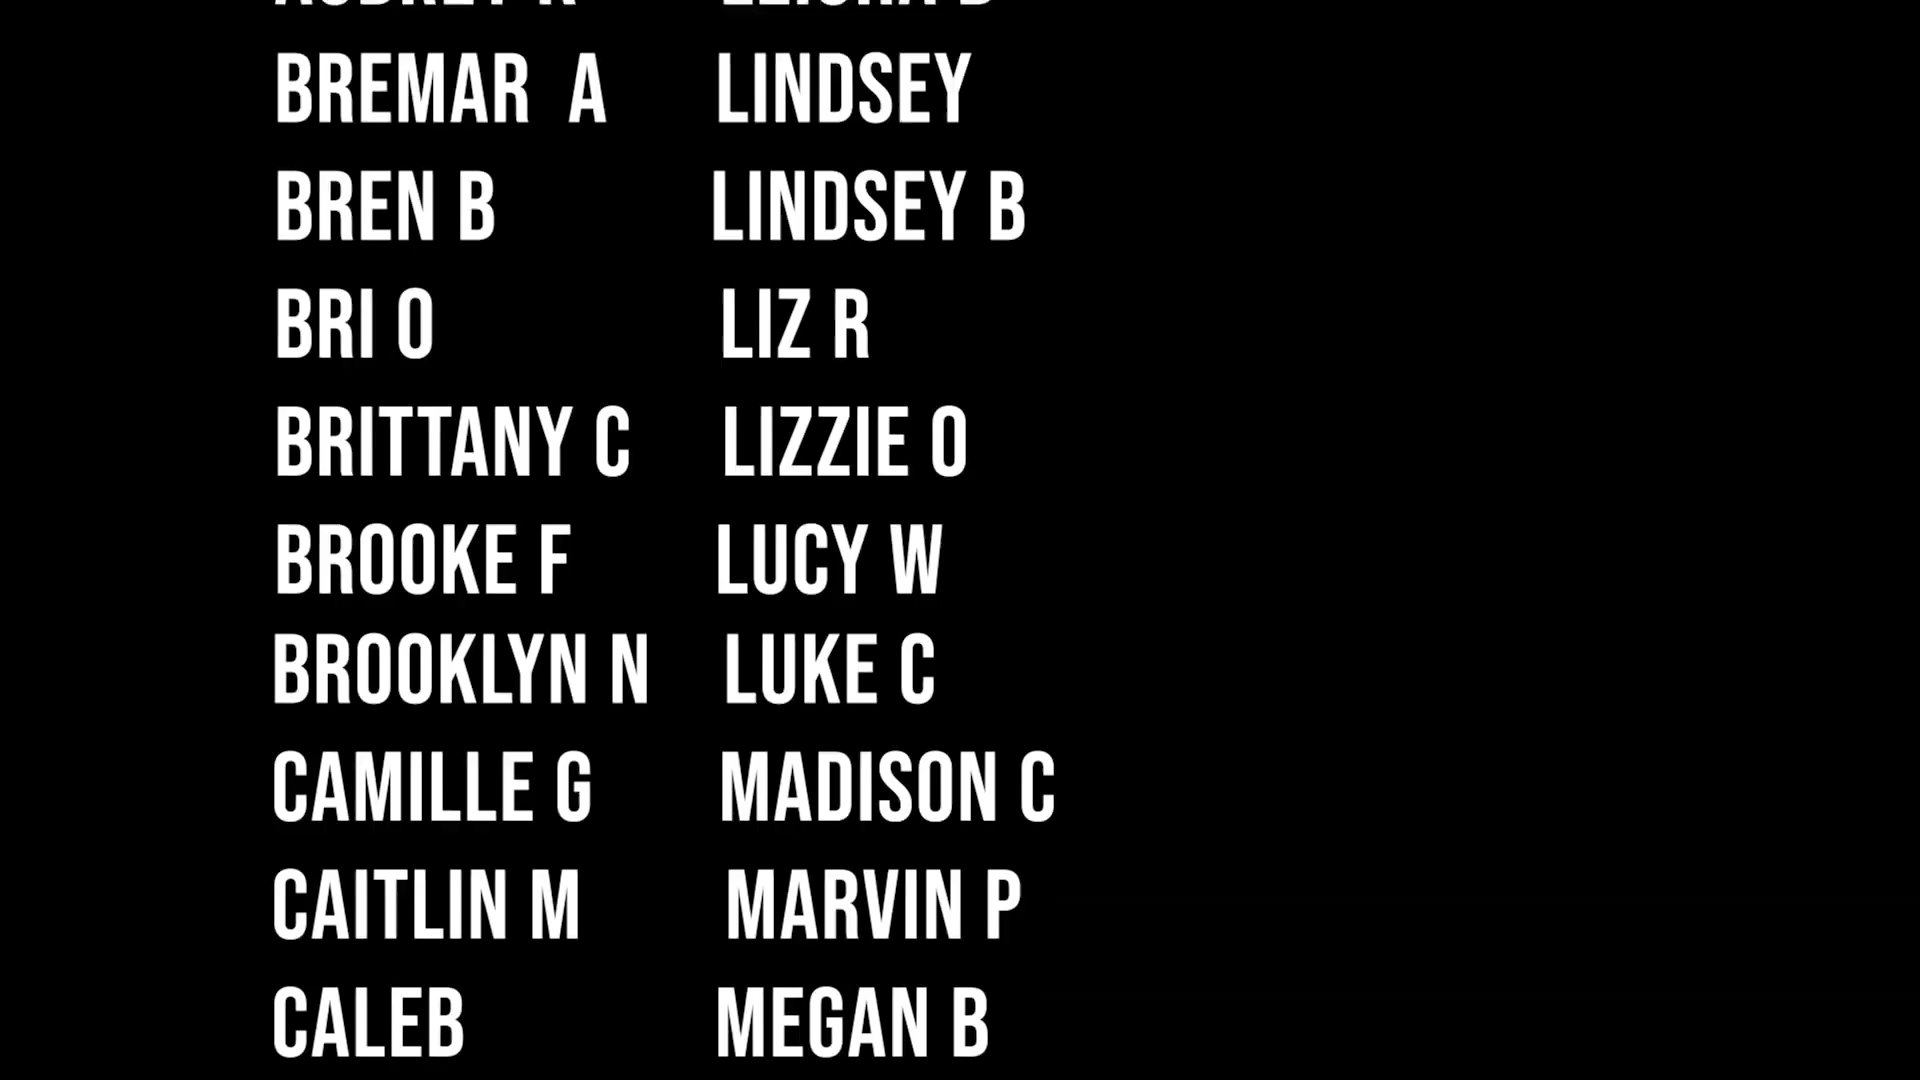 BREMAR A LINDSEY
BREN B LINDSEY B
BRI O LIZ R
BRITTANY C LIZZIE O
BROOKE F LUCY W
BROOKLYN N LUKE C
CAMILLE G MADISON C
CAITLIN M MARVIN P
CALEB MEGAN B